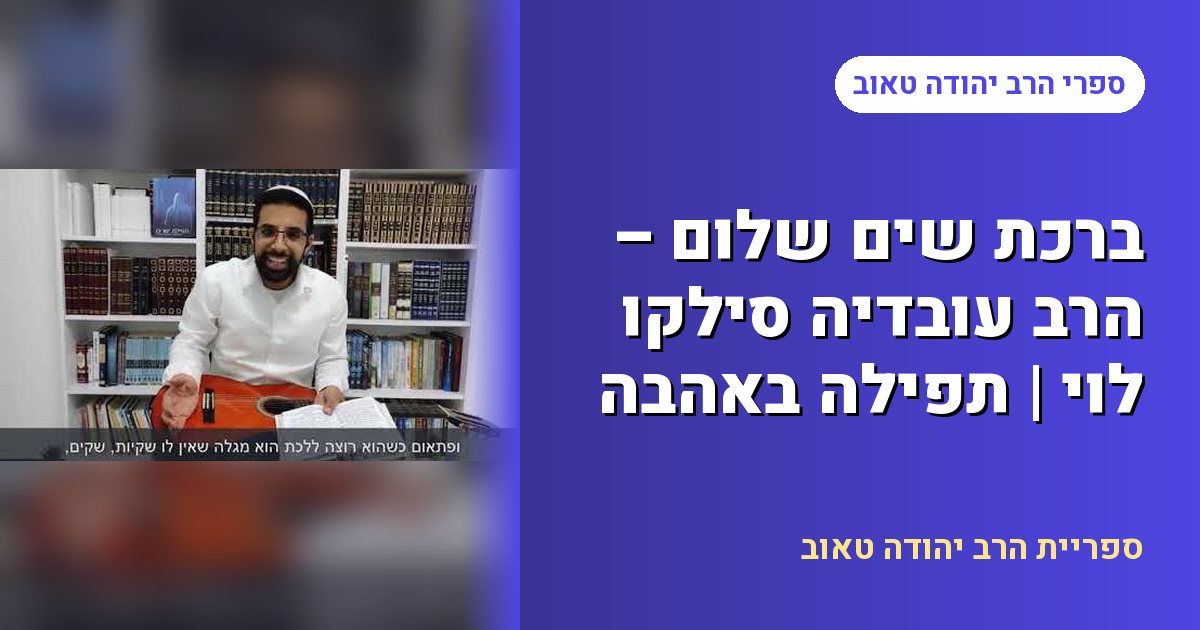 ספרי הרב יהודה טאוב
ברכת שים שלום –
הרב עובדיה סילקו
לוי | תפילה באהבה
ופתאום כשהוא רוצה ללכת הוא מגלה שאין לו שקיות, שקים,
ספריית הרב יהודה טאוב